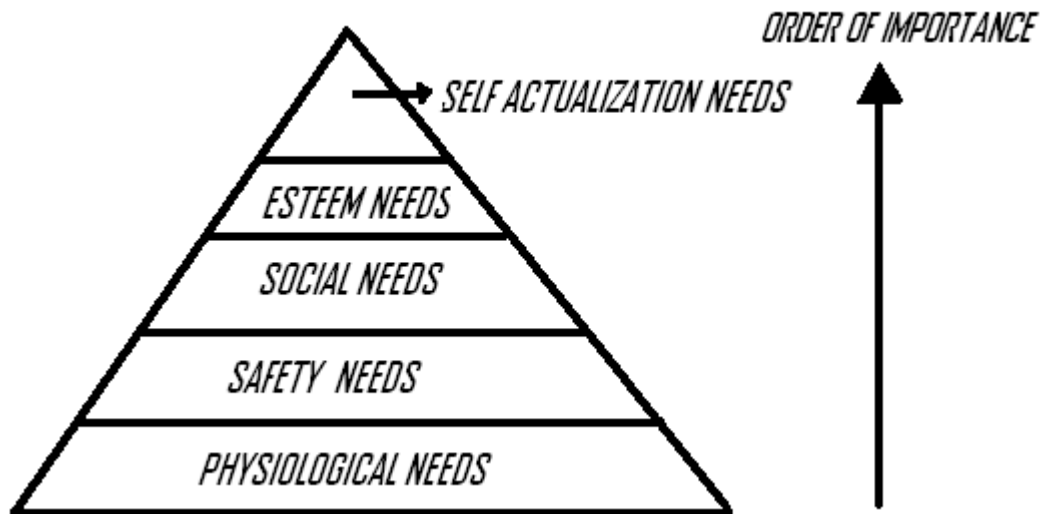 ORDER OF IMPORTANCE
SELF ACTUALIZATION NEEDS
ESTEEM NEEDS
SOCIAL NEEDS
SAFETY NEEDS
PHYSIOLOGICAL NEEDS